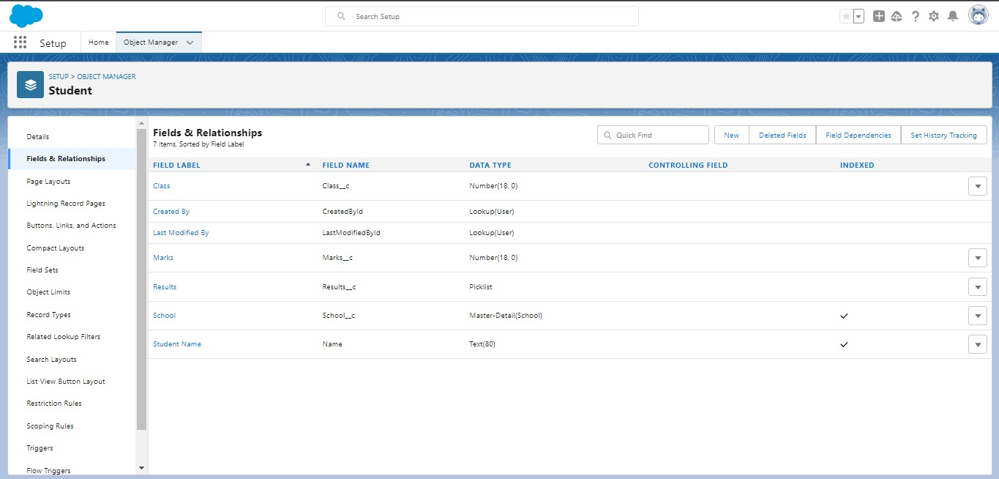 Search Setup
Setup
Home
Object Manager
SETUP > OBJECT MANAGER
Student
Details
Fields & Relationships
Page Layouts
Lightning Record Pages
Buttons, Links, and Actions
Compact Layouts
Field Sets
Object Limits
Record Types
Related Lookup Filters
Search Layouts
List View Button Layout
Restriction Rules
Scoping Rules
Triggers
Flow Triggers
Fields & Relationships
7 Items, Sorted by Field Label
Quick Find
New
Deleted Fields
Field Dependencies
Set History Tracking
FIELD LABEL FIELD NAME DATA TYPE CONTROLLING FIELD INDEXED
Class Class__c Number(18, 0)
Created By CreatedById Lookup(User)
Last Modified By LastModifiedById Lookup(User)
Marks Marks__c Number(18, 0)
Results Results__c Picklist
School School__c Master-Detail(School)
Student Name Name Text(80)